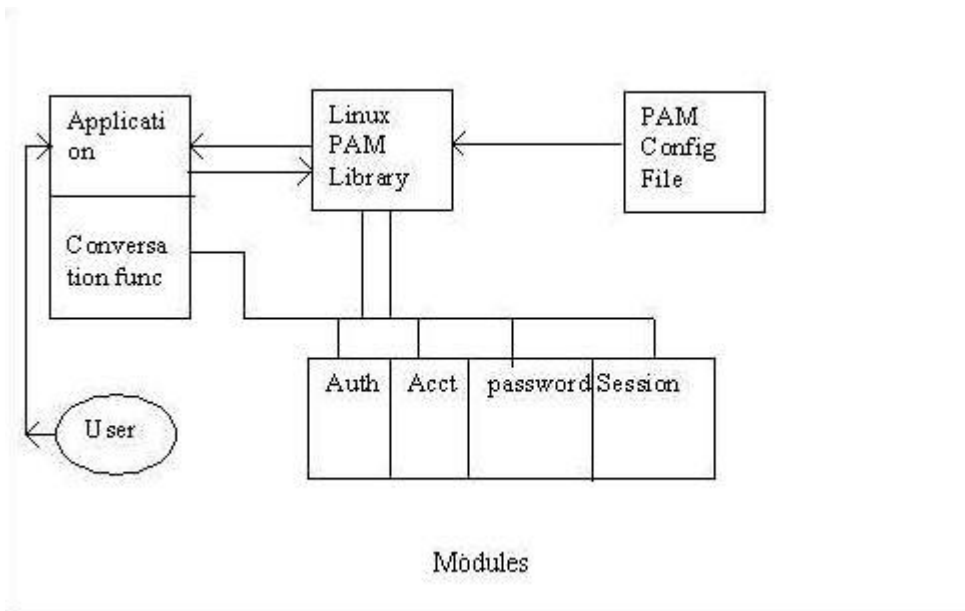 Applicati
on
Conversa
tion func
Linux
PAM
Library
PAM
Config
File
User
Auth
Acct
password
Session
Modules